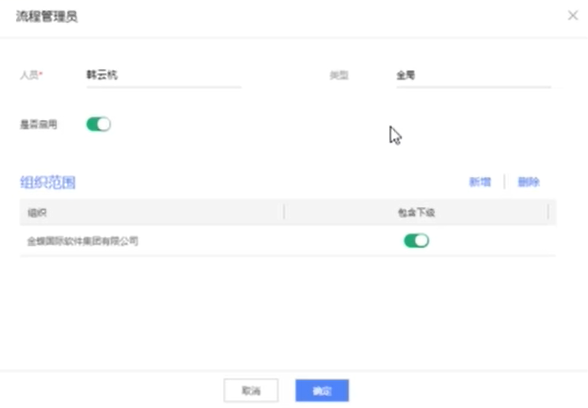 流程管理员
人员* 韩云杭 类型 全局
是否启用
组织范围 新增 删除
组织 包含下级
金蝶国际软件集团有限公司
取消 确定